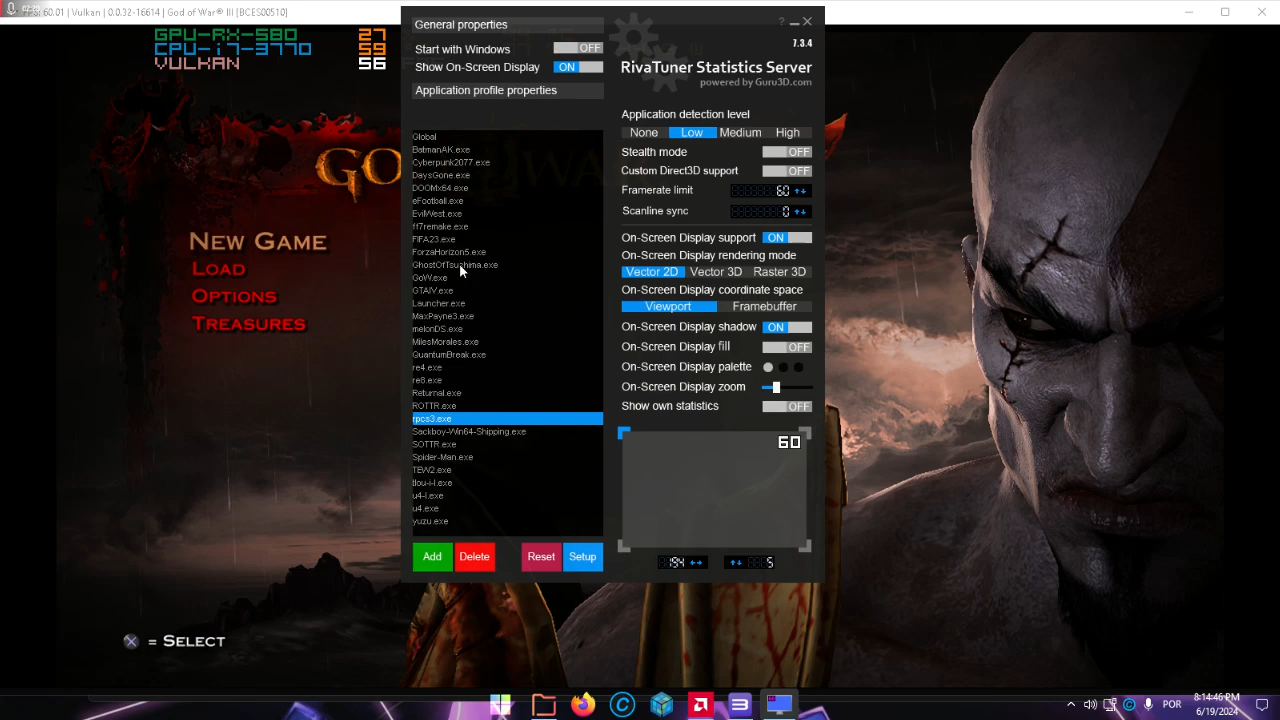 FPS 60.01 | Vulkan | 0.0.32-16614 | God of War® III [BCES00510]
GPU-RX-580 27
CPU-i7-3770 59
VULKAN 56
NEW GAME
LOAD
OPTIONS
TREASURES
= SELECT
General properties
Start with Windows OFF
Show On-Screen Display ON
Application profile properties
Global
BatmanAK.exe
Cyberpunk2077.exe
DaysGone.exe
DOOMx64.exe
eFootball.exe
EvilWest.exe
ff7remake.exe
FIFA23.exe
ForzaHorizon5.exe
GhostOfTsushima.exe
GoW.exe
GTAIV.exe
Launcher.exe
MaxPayne3.exe
melonDS.exe
MilesMorales.exe
QuantumBreak.exe
re4.exe
re8.exe
Returnal.exe
ROTTR.exe
rpcs3.exe
Sackboy-Win64-Shipping.exe
SOTTR.exe
Spider-Man.exe
TEW2.exe
tlou-i-l.exe
u4-l.exe
u4.exe
yuzu.exe
Add Delete Reset Setup
?
7.3.4
RivaTuner Statistics Server
powered by Guru3D.com
Application detection level
None Low Medium High
Stealth mode OFF
Custom Direct3D support OFF
Framerate limit 60
Scanline sync 0
On-Screen Display support ON
On-Screen Display rendering mode
Vector 2D Vector 3D Raster 3D
On-Screen Display coordinate space
Viewport Framebuffer
On-Screen Display shadow ON
On-Screen Display fill OFF
On-Screen Display palette
On-Screen Display zoom
Show own statistics OFF
60
194 5
POR
8:14:46 PM
6/19/2024